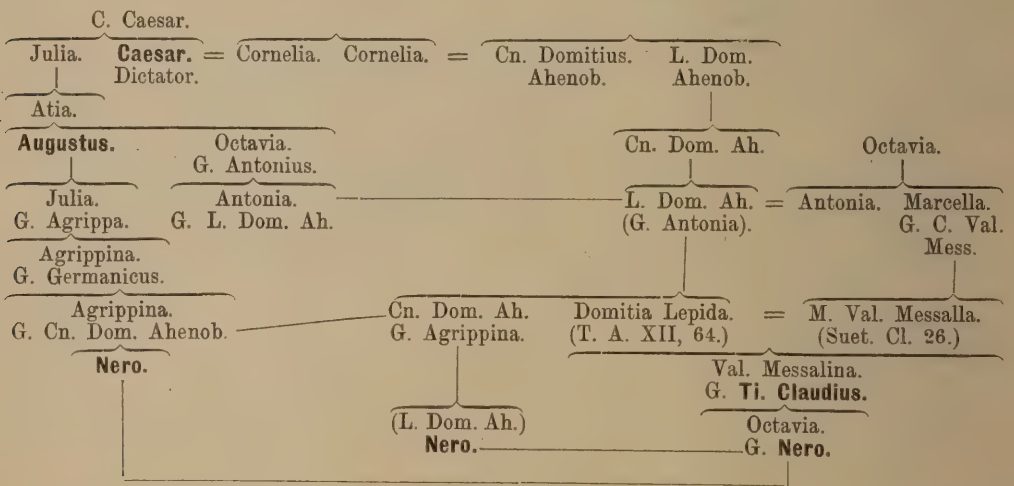 C. Caesar.
Julia. Caesar. = Cornelia. Cornelia. = Cn. Domitius. L. Dom.
Dictator. Ahenob. Ahenob.
Atia.
Augustus. Octavia. Cn. Dom. Ah. Octavia.
G. Antonius.
Julia. Antonia. L. Dom. Ah. = Antonia. Marcella.
G. Agrippa. G. L. Dom. Ah. (G. Antonia). G. C. Val.
Mess.
Agrippina.
G. Germanicus.
Agrippina. Cn. Dom. Ah. Domitia Lepida. = M. Val. Messalla.
G. Cn. Dom. Ahenob. G. Agrippina. (T. A. XII, 64.) (Suet. Cl. 26.)
Nero. Val. Messalina.
G. Ti. Claudius.
(L. Dom. Ah.) Octavia.
Nero. G. Nero.